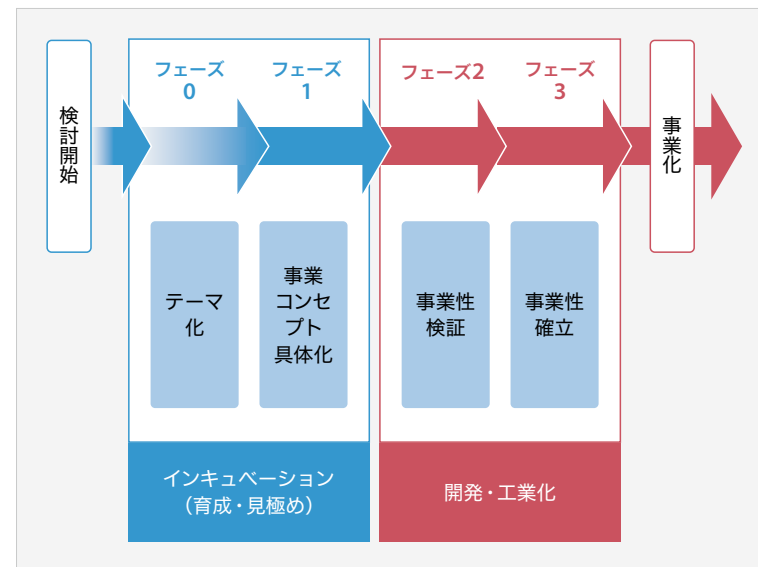 検討開始
フェーズ
0
フェーズ
1
フェーズ2
フェーズ
3
事業化
テーマ
化
事業
コンセ
プト
具体化
事業性
検証
事業性
確立
インキュベーション
（育成・見極め）
開発・工業化